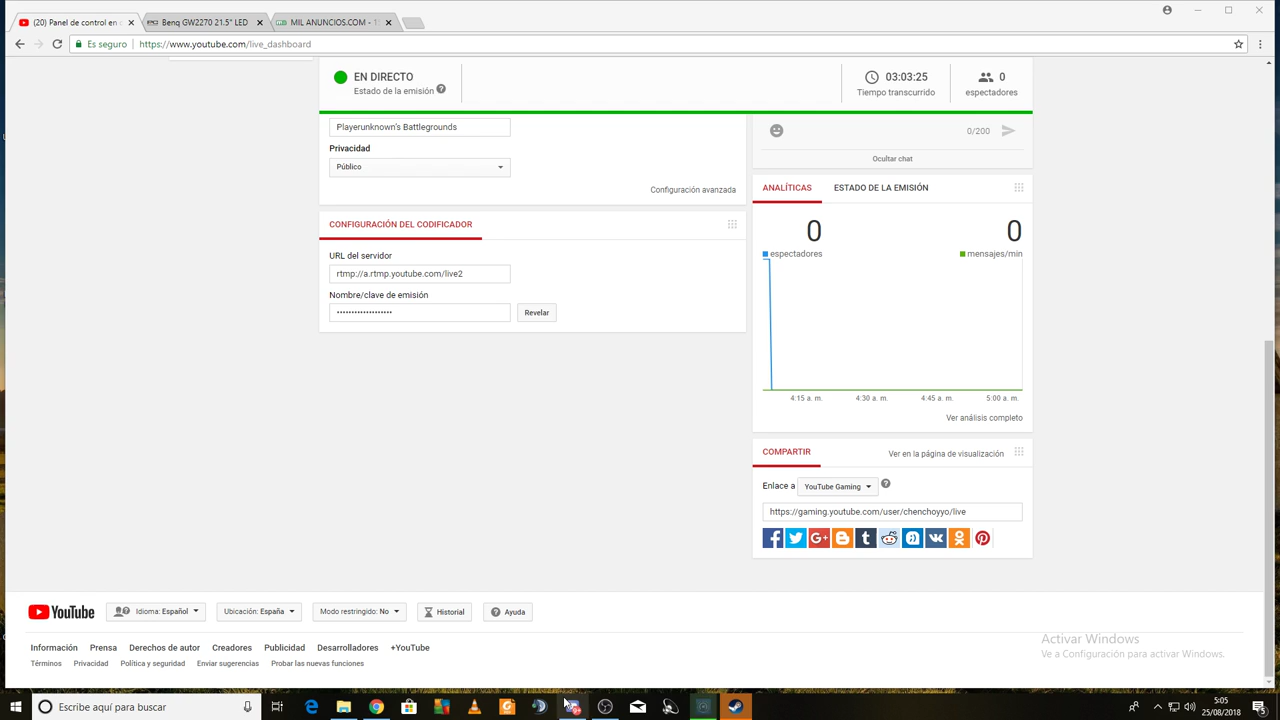 (20) Panel de control en
Benq GW2270 21.5" LED
MIL ANUNCIOS.COM - 1
Es seguro
https://www.youtube.com/live_dashboard
EN DIRECTO
Estado de la emisión
03:03:25
Tiempo transcurrido
0
espectadores
Playerunknown's Battlegrounds
Privacidad
Público
Configuración avanzada
0/200
Ocultar chat
CONFIGURACIÓN DEL CODIFICADOR
URL del servidor
rtmp://a.rtmp.youtube.com/live2
Nombre/clave de emisión
•••••••••••••••••••
Revelar
ANALÍTICAS
ESTADO DE LA EMISIÓN
0
espectadores
0
mensajes/min
4:15 a. m.
4:30 a. m.
4:45 a. m.
5:00 a. m.
Ver análisis completo
COMPARTIR
Ver en la página de visualización
Enlace a
YouTube Gaming
https://gaming.youtube.com/user/chenchoyyo/live
YouTube
Idioma: Español
Ubicación: España
Modo restringido: No
Historial
Ayuda
Información
Prensa
Derechos de autor
Creadores
Publicidad
Desarrolladores
+YouTube
Términos
Privacidad
Política y seguridad
Enviar sugerencias
Probar las nuevas funciones
Activar Windows
Ve a Configuración para activar Windows.
Escribe aquí para buscar
5:05
25/08/2018